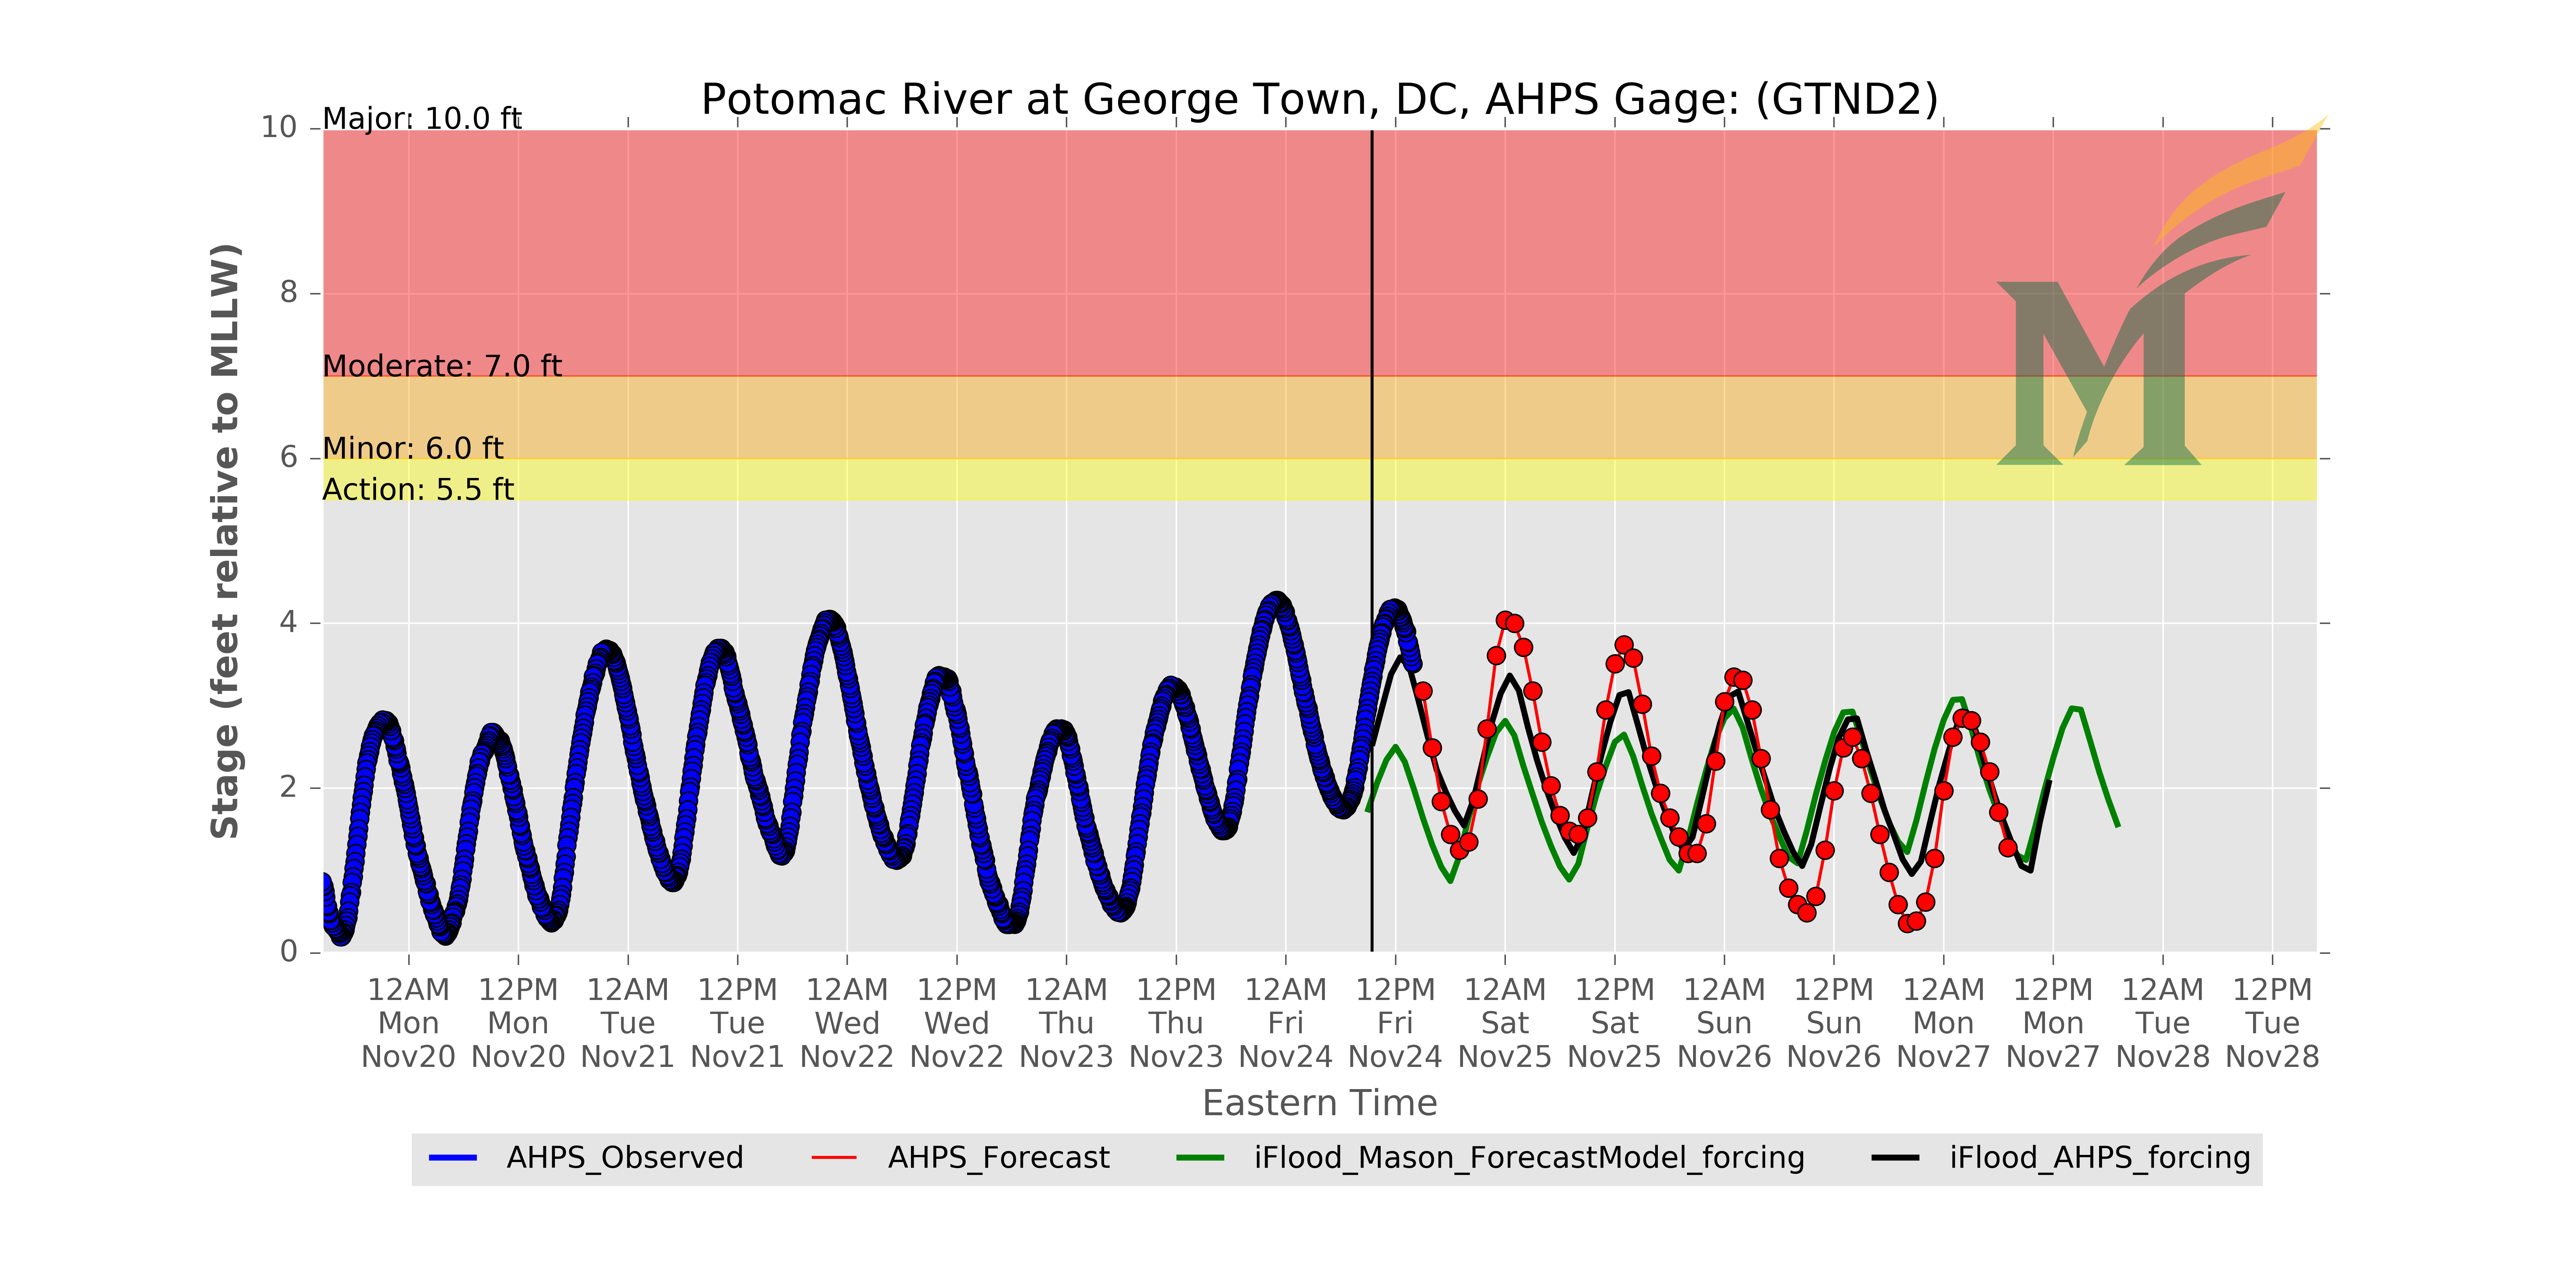 Potomac River at George Town, DC, AHPS Gage: (GTND2)
Major: 10.0 ft
Moderate: 7.0 ft
Minor: 6.0 ft
Action: 5.5 ft
Stage (feet relative to MLLW)
10
8
6
4
2
0
12AM 12PM 12AM 12PM 12AM 12PM 12AM 12PM 12AM 12PM 12AM 12PM 12AM 12PM 12AM 12PM 12AM 12PM
Mon Mon Tue Tue Wed Wed Thu Thu Fri Fri Sat Sat Sun Sun Mon Mon Tue Tue
Nov20 Nov20 Nov21 Nov21 Nov22 Nov22 Nov23 Nov23 Nov24 Nov24 Nov25 Nov25 Nov26 Nov26 Nov27 Nov27 Nov28 Nov28
Eastern Time
AHPS_Observed AHPS_Forecast iFlood_Mason_ForecastModel_forcing iFlood_AHPS_forcing
M